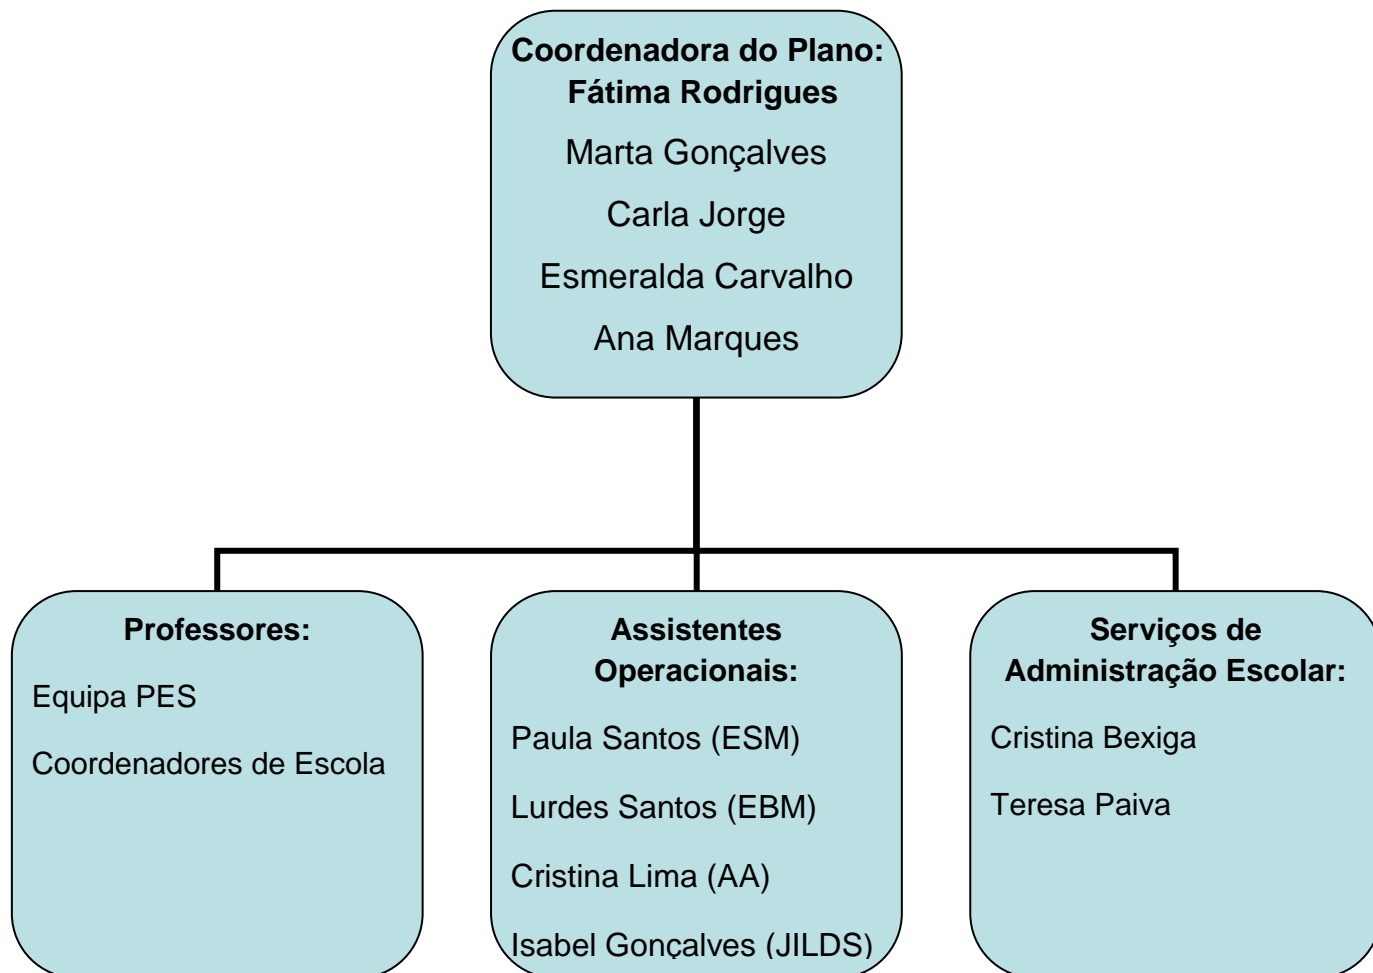 Coordenadora do Plano:
Fátima Rodrigues
Marta Gonçalves
Carla Jorge
Esmeralda Carvalho
Ana Marques
Professores:
Equipa PES
Coordenadores de Escola
Assistentes
Operacionais:
Paula Santos (ESM)
Lurdes Santos (EBM)
Cristina Lima (AA)
Isabel Gonçalves (JILDS)
Serviços de
Administração Escolar:
Cristina Bexiga
Teresa Paiva